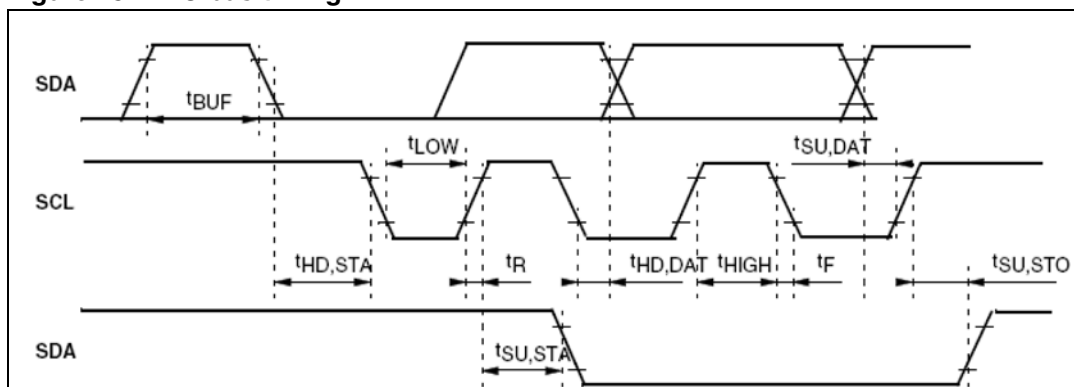 SDA
tBUF
tLOW
tSU,DAT
SCL
tHD,STA
tR
tHD,DAT
tHIGH
tF
tSU,STO
SDA
tSU,STA